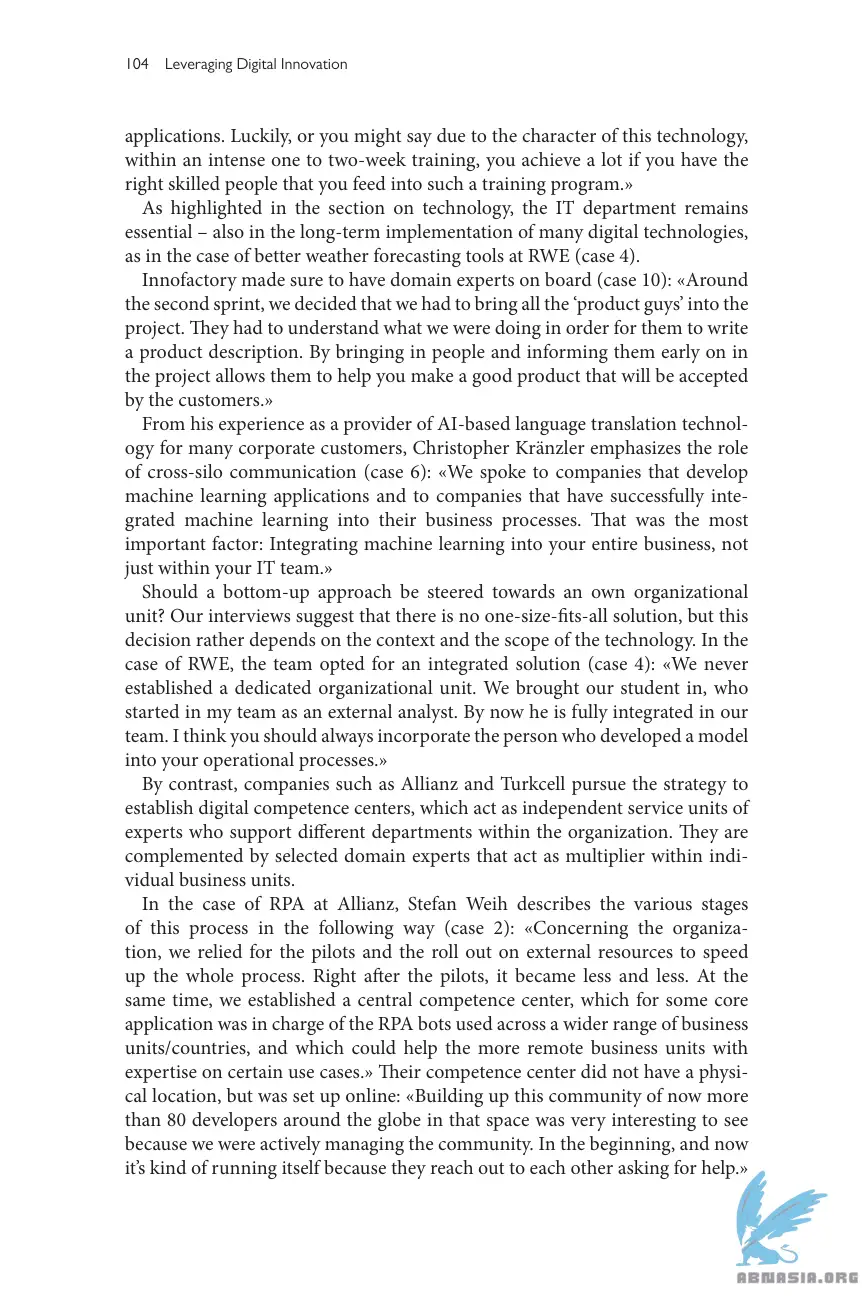 104 Leveraging Digital Innovation
applications. Luckily, or you might say due to the character of this technology,
within an intense one to two-week training, you achieve a lot if you have the
right skilled people that you feed into such a training program.»
As highlighted in the section on technology, the IT department remains
essential – also in the long-term implementation of many digital technologies,
as in the case of better weather forecasting tools at RWE (case 4).
Innofactory made sure to have domain experts on board (case 10): «Around
the second sprint, we decided that we had to bring all the ‘product guys’ into the
project. They had to understand what we were doing in order for them to write
a product description. By bringing in people and informing them early on in
the project allows them to help you make a good product that will be accepted
by the customers.»
From his experience as a provider of AI-based language translation technol-
ogy for many corporate customers, Christopher Kränzler emphasizes the role
of cross-silo communication (case 6): «We spoke to companies that develop
machine learning applications and to companies that have successfully inte-
grated machine learning into their business processes. That was the most
important factor: Integrating machine learning into your entire business, not
just within your IT team.»
Should a bottom-up approach be steered towards an own organizational
unit? Our interviews suggest that there is no one-size-fits-all solution, but this
decision rather depends on the context and the scope of the technology. In the
case of RWE, the team opted for an integrated solution (case 4): «We never
established a dedicated organizational unit. We brought our student in, who
started in my team as an external analyst. By now he is fully integrated in our
team. I think you should always incorporate the person who developed a model
into your operational processes.»
By contrast, companies such as Allianz and Turkcell pursue the strategy to
establish digital competence centers, which act as independent service units of
experts who support different departments within the organization. They are
complemented by selected domain experts that act as multiplier within indi-
vidual business units.
In the case of RPA at Allianz, Stefan Weih describes the various stages
of this process in the following way (case 2): «Concerning the organiza-
tion, we relied for the pilots and the roll out on external resources to speed
up the whole process. Right after the pilots, it became less and less. At the
same time, we established a central competence center, which for some core
application was in charge of the RPA bots used across a wider range of business
units/countries, and which could help the more remote business units with
expertise on certain use cases.» Their competence center did not have a physi-
cal location, but was set up online: «Building up this community of now more
than 80 developers around the globe in that space was very interesting to see
because we were actively managing the community. In the beginning, and now
it’s kind of running itself because they reach out to each other asking for help.»
ABNASIA.ORG